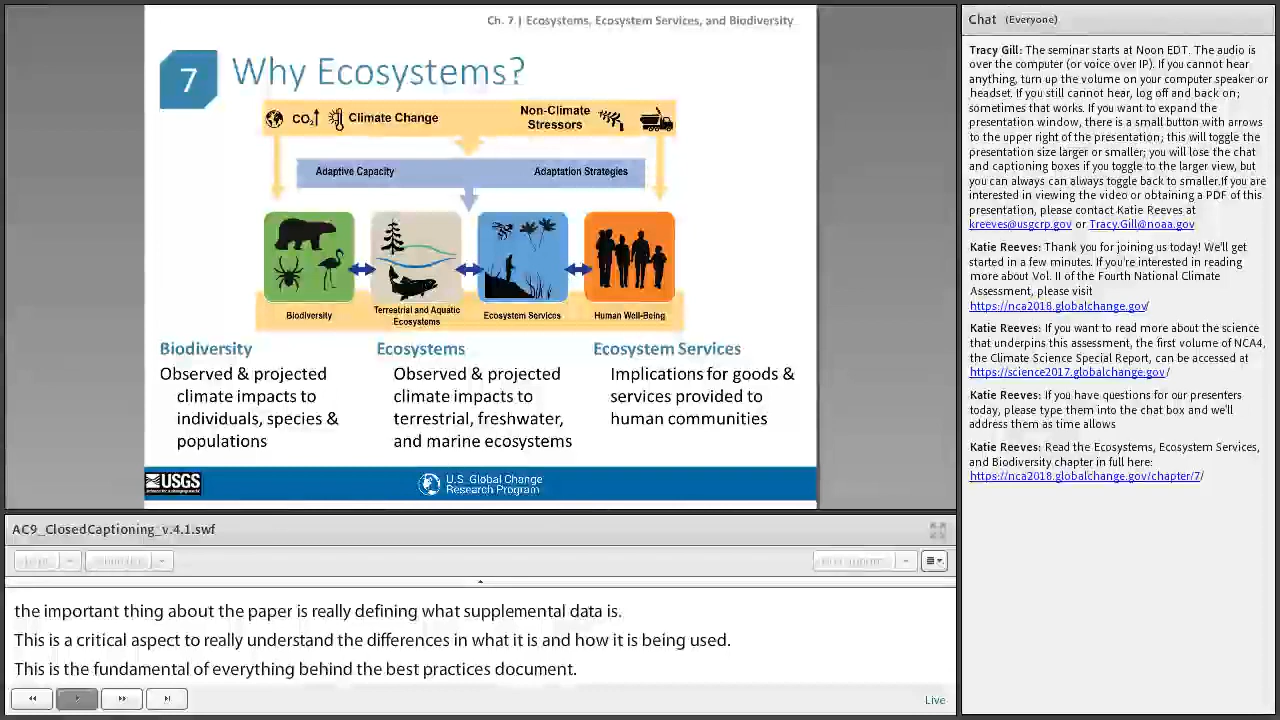 Ch. 7 | Ecosystems, Ecosystem Services, and Biodiversity
7
Why Ecosystems?
CO₂
Climate Change
Non-Climate
Stressors
Adaptive Capacity
Adaptation Strategies
Biodiversity
Terrestrial and Aquatic
Ecosystems
Ecosystem Services
Human Well-Being
Biodiversity
Observed & projected
climate impacts to
individuals, species &
populations
Ecosystems
Observed & projected
climate impacts to
terrestrial, freshwater,
and marine ecosystems
Ecosystem Services
Implications for goods &
services provided to
human communities
USGS
U.S. Global Change
Research Program
AC9_ClosedCaptioning_v.4.1.swf
the important thing about the paper is really defining what supplemental data is.
This is a critical aspect to really understand the differences in what it is and how it is being used.
This is the fundamental of everything behind the best practices document.
Live
Chat (Everyone)
Tracy Gill: The seminar starts at Noon EDT. The audio is
over the computer (or voice over IP). If you cannot hear
anything, turn up the volume on your computer speaker or
headset. If you still cannot hear, log off and back on;
sometimes that works. If you want to expand the
presentation window, there is a small button with arrows
to the upper right of the presentation; this will toggle the
presentation size larger or smaller; you will lose the chat
and captioning boxes if you toggle to the larger view, but
you can always can always toggle back to smaller.If you are
interested in viewing the video or obtaining a PDF of this
presentation, please contact Katie Reeves at
kreeves@usgcrp.gov or Tracy.Gill@noaa.gov
Katie Reeves: Thank you for joining us today! We'll get
started in a few minutes. If you're interested in reading
more about Vol. II of the Fourth National Climate
Assessment, please visit
https://nca2018.globalchange.gov/
Katie Reeves: If you want to read more about the science
that underpins this assessment, the first volume of NCA4,
the Climate Science Special Report, can be accessed at
https://science2017.globalchange.gov/
Katie Reeves: If you have questions for our presenters
today, please type them into the chat box and we'll
address them as time allows
Katie Reeves: Read the Ecosystems, Ecosystem Services,
and Biodiversity chapter in full here:
https://nca2018.globalchange.gov/chapter/7/